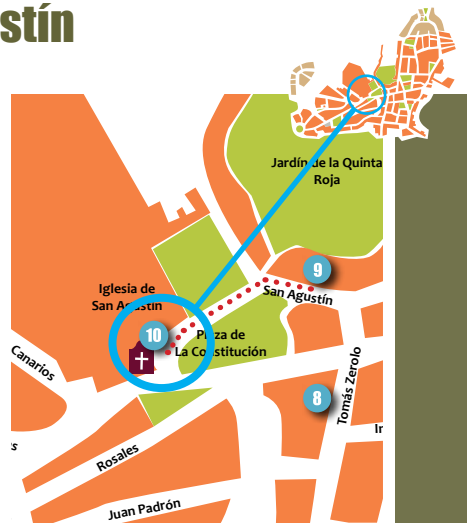 stín
Jardín de la Quinta
Roja
9
San Agustín
Iglesia de
San Agustín
10
Plaza de
La Constitución
Canarios
Tomás Zerolo
8
Rosales
Juan Padrón